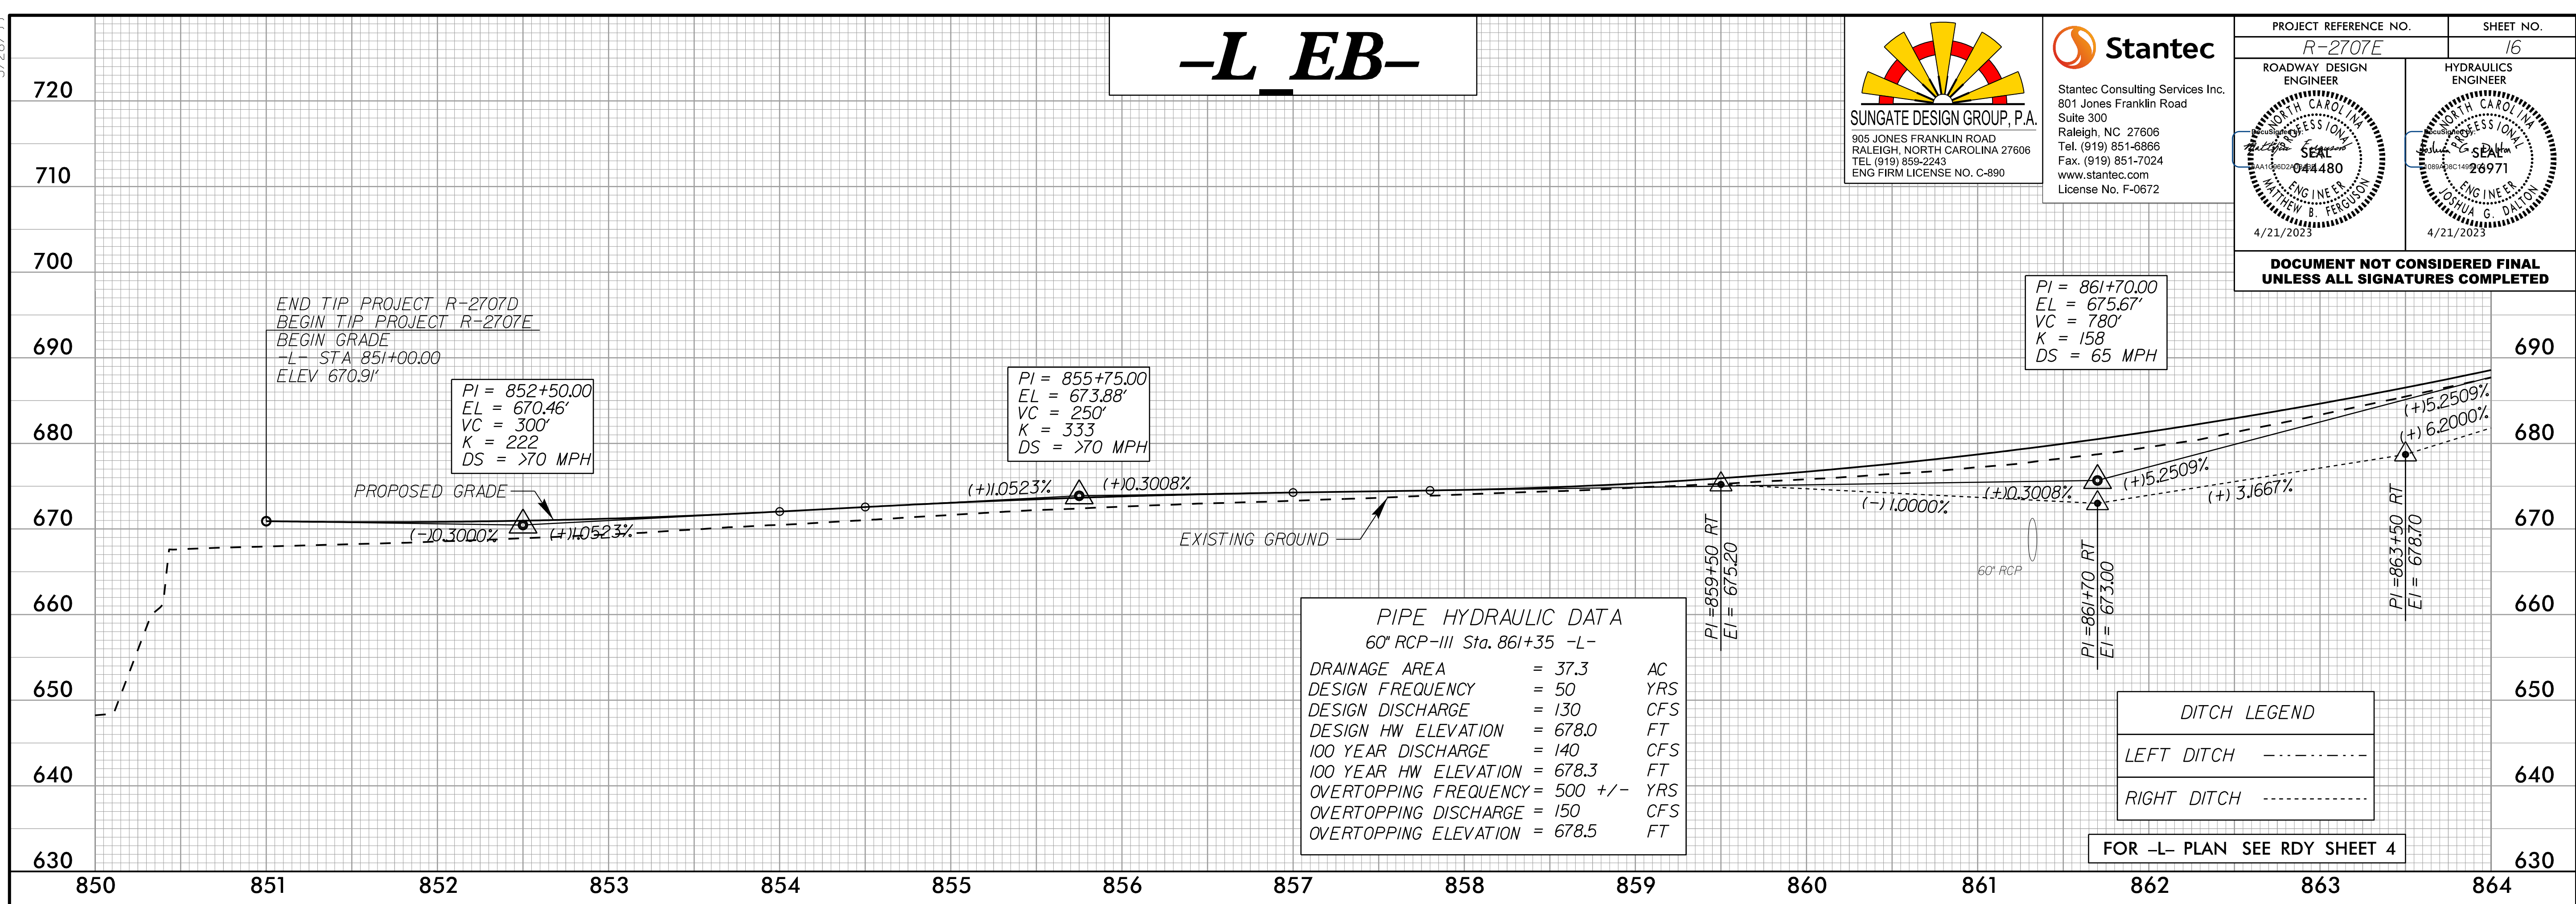 -L_EB-
SUNGATE DESIGN GROUP, P.A.
905 JONES FRANKLIN ROAD
RALEIGH, NORTH CAROLINA 27606
TEL (919) 859-2243
ENG FIRM LICENSE NO. C-890
Stantec
Stantec Consulting Services Inc.
801 Jones Franklin Road
Suite 300
Raleigh, NC 27606
Tel. (919) 851-6866
Fax. (919) 851-7024
www.stantec.com
License No. F-0672
PROJECT REFERENCE NO.
SHEET NO.
R-2707E
16
ROADWAY DESIGN
ENGINEER
HYDRAULICS
ENGINEER
NORTH CAROLINA
PROFESSIONAL
DocuSigned by:
SEAL
044480
ENGINEER
MATTHEW B. FERGUSON
4/21/2023
NORTH CAROLINA
PROFESSIONAL
DocuSigned by:
SEAL
26971
ENGINEER
JOSHUA G. DALTON
4/21/2023
DOCUMENT NOT CONSIDERED FINAL
UNLESS ALL SIGNATURES COMPLETED
720
710
700
690
680
670
660
650
640
630
END TIP PROJECT R-2707D
BEGIN TIP PROJECT R-2707E
BEGIN GRADE
-L- STA 851+00.00
ELEV 670.91'
PI = 852+50.00
EL = 670.46'
VC = 300'
K = 222
DS = >70 MPH
PI = 855+75.00
EL = 673.88'
VC = 250'
K = 333
DS = >70 MPH
PI = 861+70.00
EL = 675.67'
VC = 780'
K = 158
DS = 65 MPH
PROPOSED GRADE
(-)0.3000%
(+)1.0523%
(+)1.0523%
(+)0.3008%
EXISTING GROUND
(-)1.0000%
(+)0.3008%
(+)5.2509%
(+) 3.1667%
(+)5.2509%
(+) 6.2000%
60" RCP
PI =859+50 RT
El = 675.20
PI =861+70 RT
El = 673.00
PI =863+50 RT
El = 678.70
PIPE HYDRAULIC DATA
60" RCP-III Sta. 861+35 -L-
DRAINAGE AREA = 37.3 AC
DESIGN FREQUENCY = 50 YRS
DESIGN DISCHARGE = 130 CFS
DESIGN HW ELEVATION = 678.0 FT
100 YEAR DISCHARGE = 140 CFS
100 YEAR HW ELEVATION = 678.3 FT
OVERTOPPING FREQUENCY = 500 +/- YRS
OVERTOPPING DISCHARGE = 150 CFS
OVERTOPPING ELEVATION = 678.5 FT
DITCH LEGEND
LEFT DITCH
RIGHT DITCH
FOR -L- PLAN SEE RDY SHEET 4
690
680
670
660
650
640
630
850 851 852 853 854 855 856 857 858 859 860 861 862 863 864